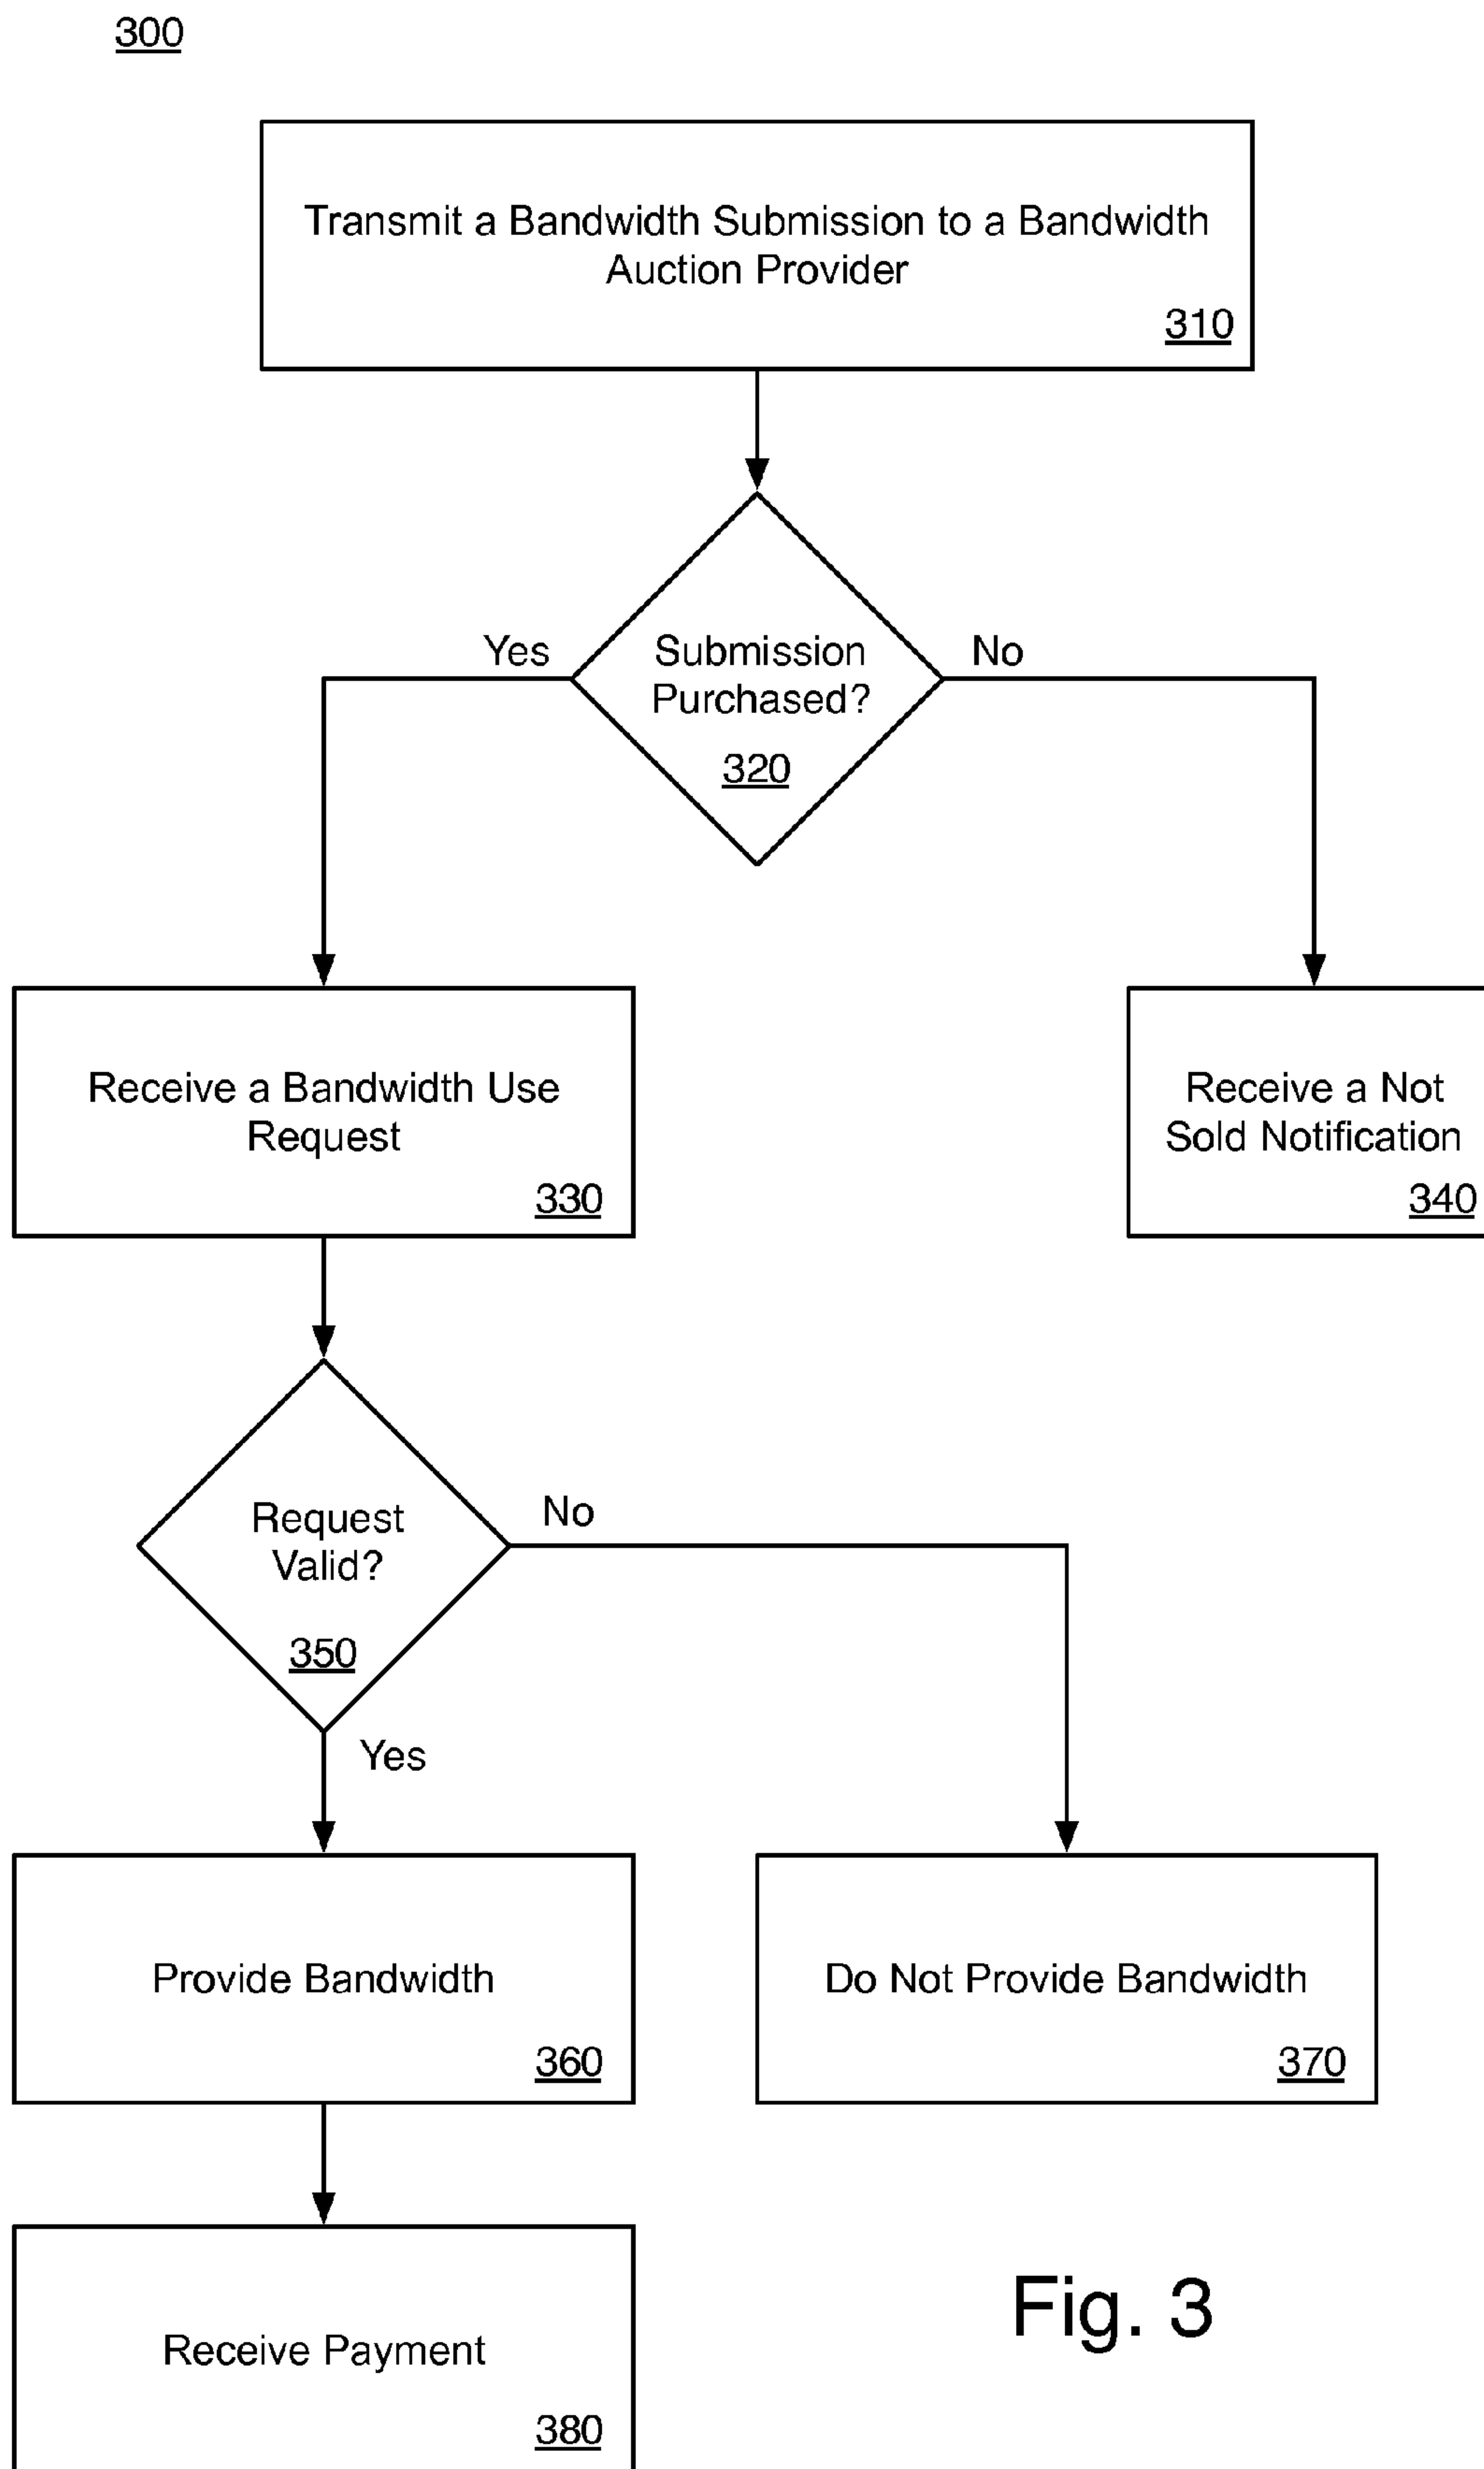 300
Transmit a Bandwidth Submission to a Bandwidth
Auction Provider
310
Yes
Submission
Purchased?
320
No
Receive a Bandwidth Use
Request
330
Receive a Not
Sold Notification
340
Request
Valid?
350
No
Yes
Provide Bandwidth
360
Do Not Provide Bandwidth
370
Receive Payment
380
Fig. 3